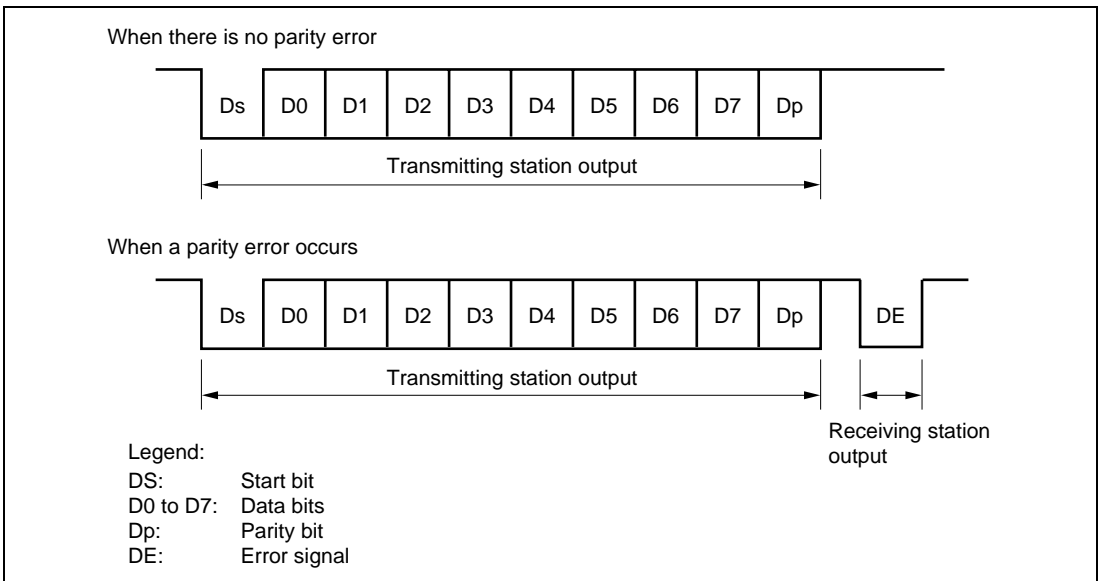 When there is no parity error
Ds D0 D1 D2 D3 D4 D5 D6 D7 Dp
Transmitting station output
When a parity error occurs
Ds D0 D1 D2 D3 D4 D5 D6 D7 Dp DE
Transmitting station output
Receiving station
output
Legend:
DS: Start bit
D0 to D7: Data bits
Dp: Parity bit
DE: Error signal